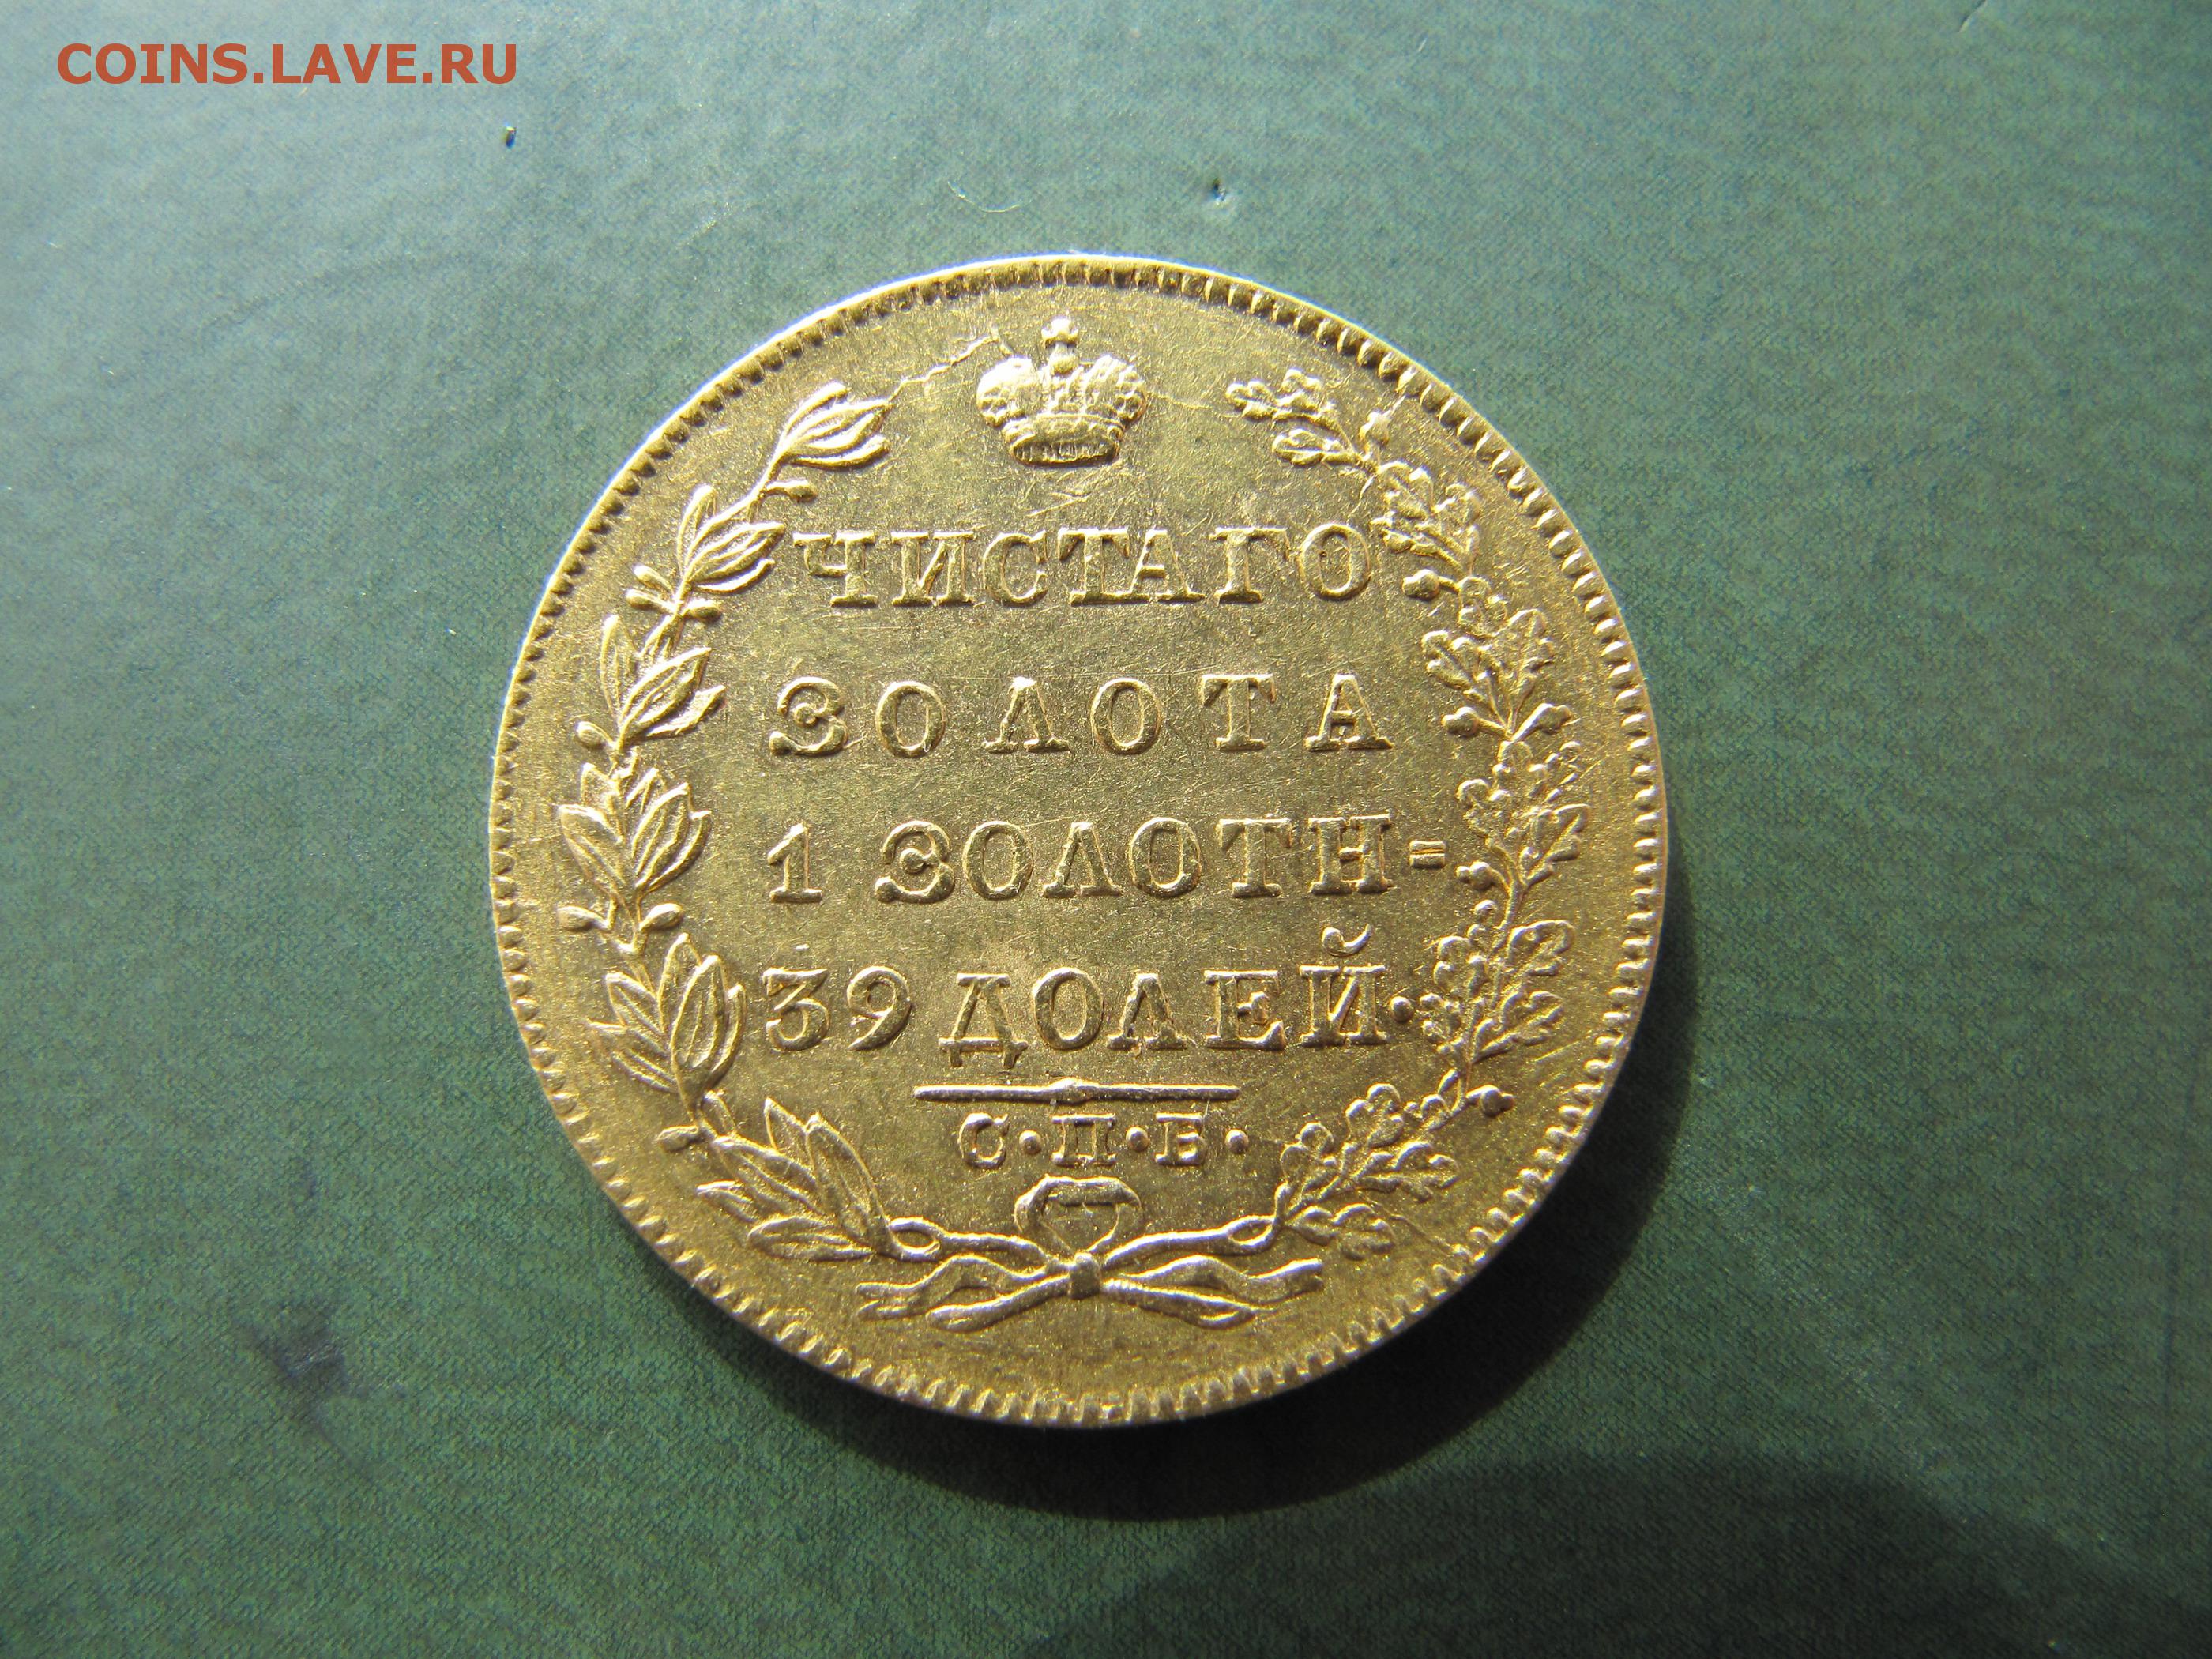 COINS.LAVE.RU
ЧИСТАГО
ЗОЛОТА
1 ЗОЛОТН=
39 ДОЛЕЙ·
С·П·Б·